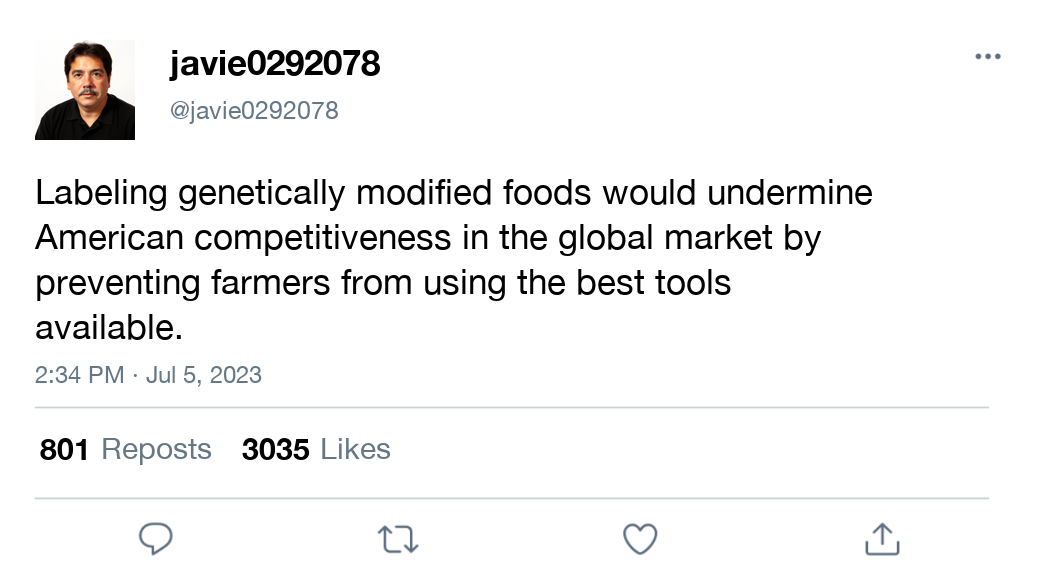 javie0292078
@javie0292078
Labeling genetically modified foods would undermine
American competitiveness in the global market by
preventing farmers from using the best tools
available.
2:34 PM · Jul 5, 2023
801 Reposts 3035 Likes